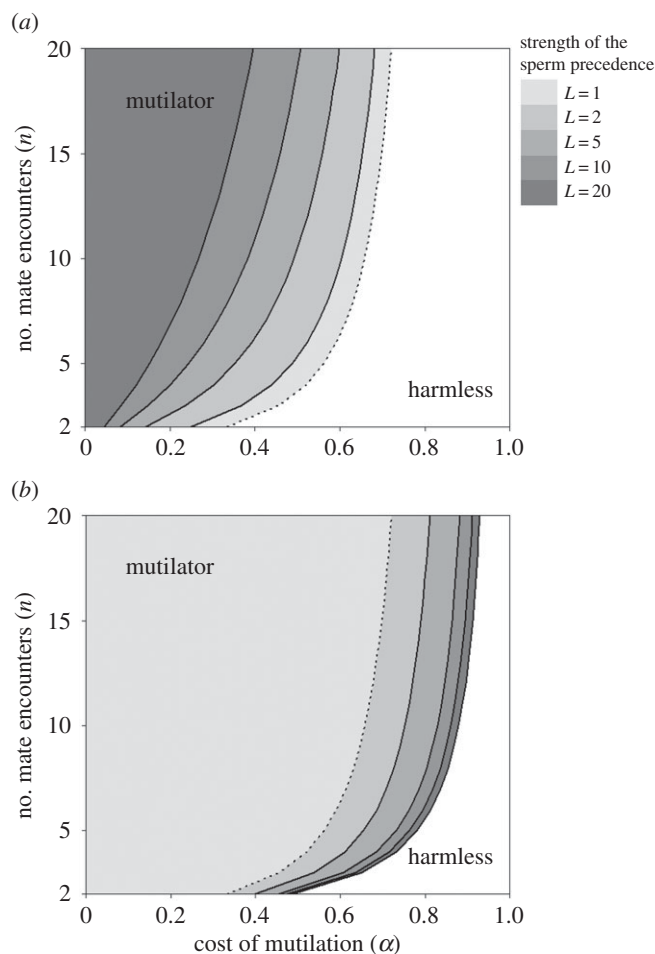 (a)
20
15
10
5
2
no. mate encounters (n)
mutilator
harmless
0 0.2 0.4 0.6 0.8 1.0
strength of the
sperm precedence
L = 1
L = 2
L = 5
L = 10
L = 20
(b)
20
15
10
5
2
no. mate encounters (n)
mutilator
harmless
0 0.2 0.4 0.6 0.8 1.0
cost of mutilation (α)